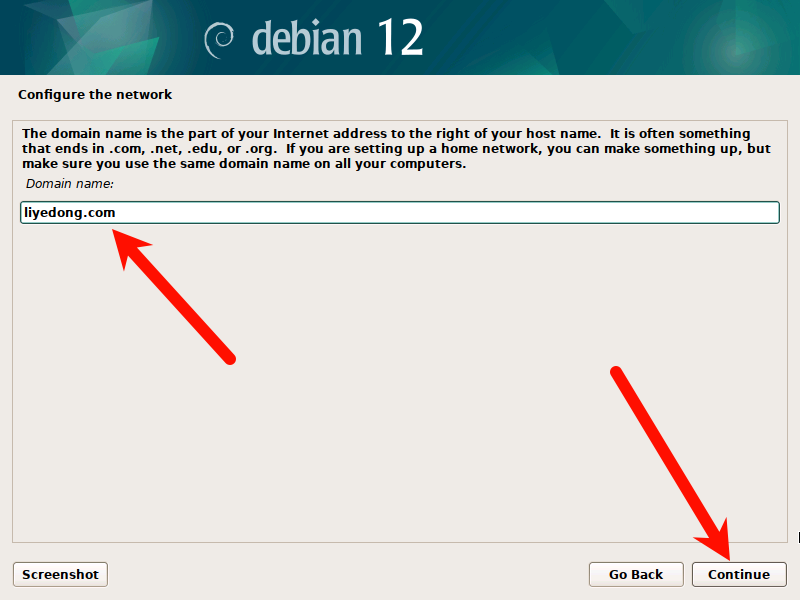 debian 12
Configure the network
The domain name is the part of your Internet address to the right of your host name.  It is often something
that ends in .com, .net, .edu, or .org.  If you are setting up a home network, you can make something up, but
make sure you use the same domain name on all your computers.
Domain name:
liyedong.com
Screenshot
Go Back
Continue